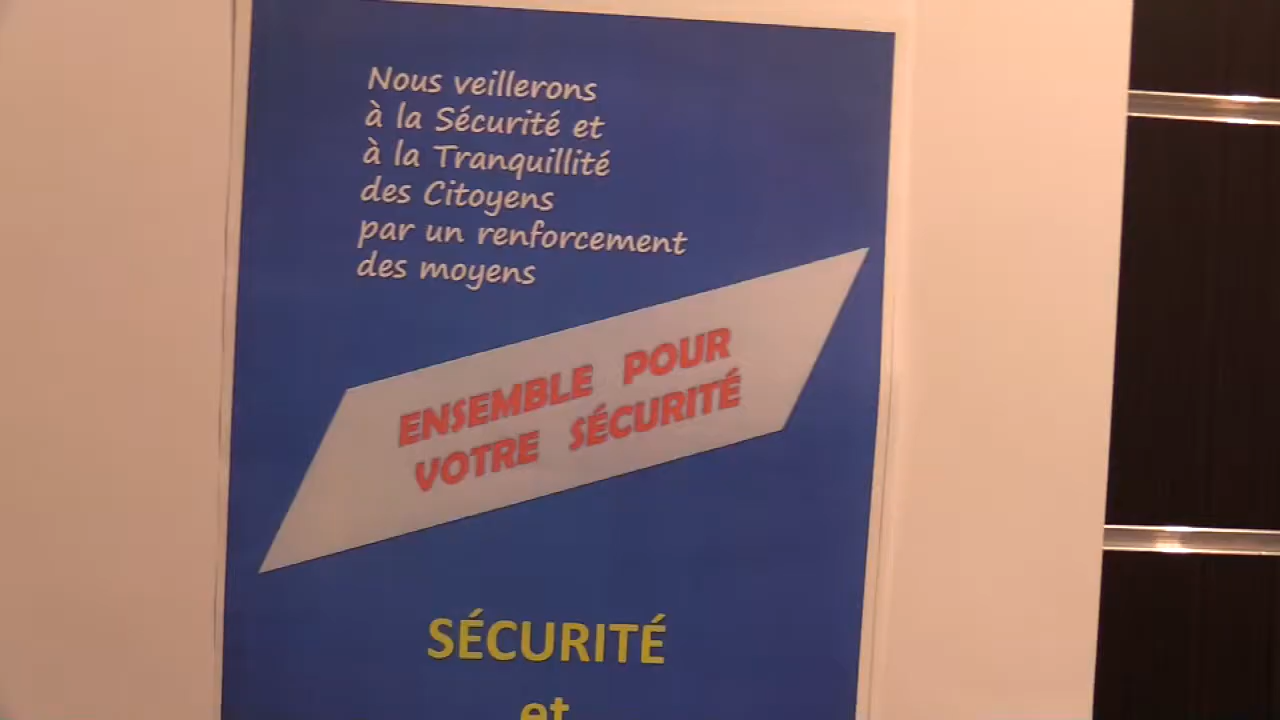 Nous veillerons
à la Sécurité et
à la Tranquillité
des Citoyens
par un renforcement
des moyens
ENSEMBLE POUR
VOTRE SÉCURITÉ
SÉCURITÉ
et